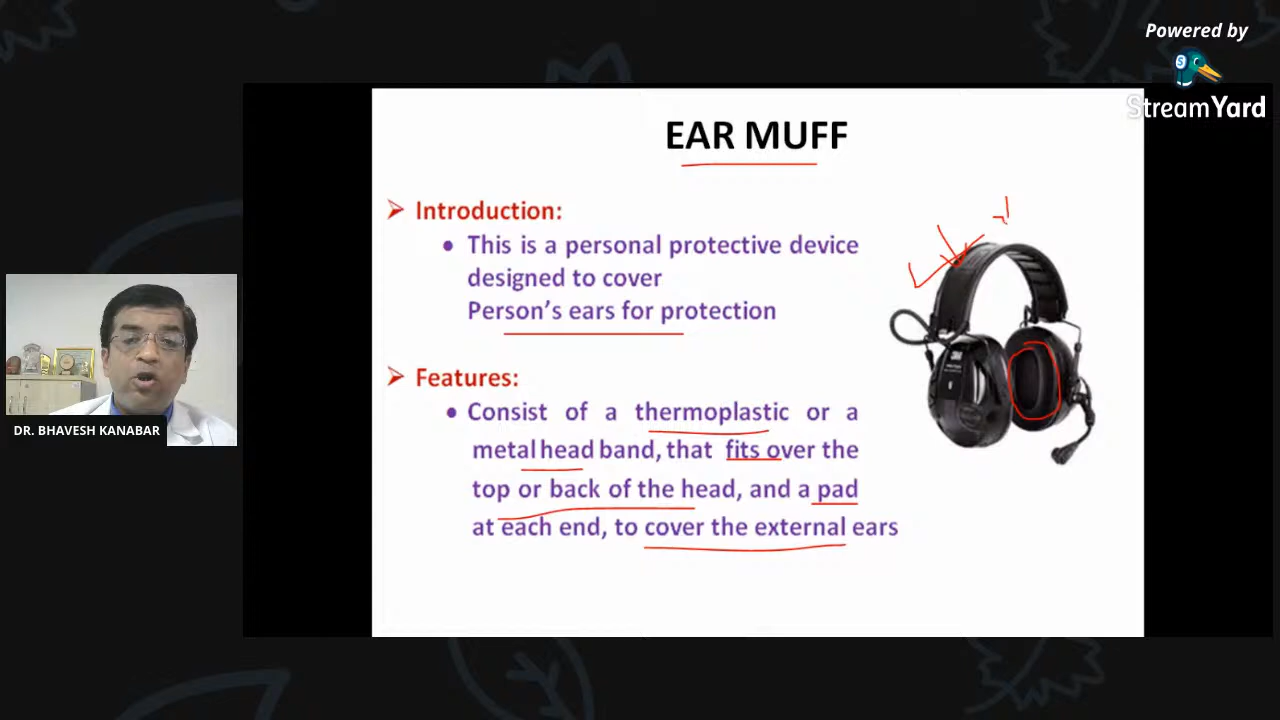 Powered by
StreamYard
EAR MUFF
Introduction:
This is a personal protective device
designed to cover
Person's ears for protection
Features:
Consist of a thermoplastic or a
metal head band, that fits over the
top or back of the head, and a pad
at each end, to cover the external ears
3M
DR. BHAVESH KANABAR